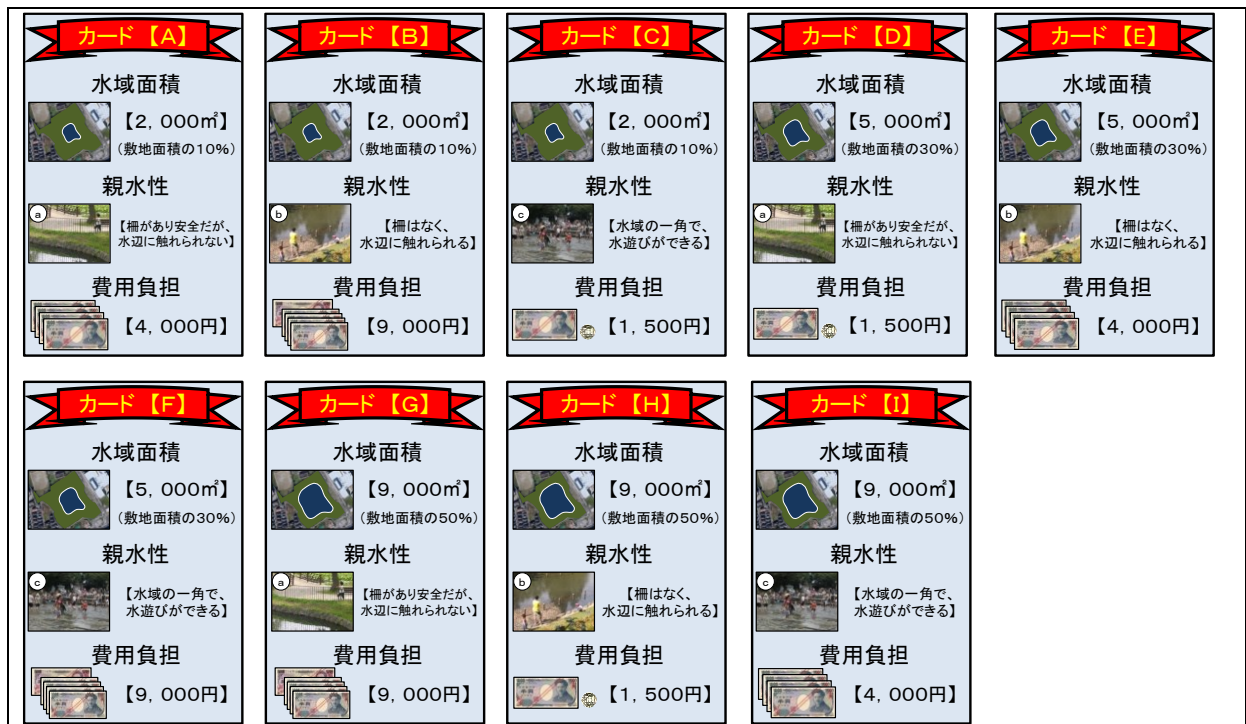 カード【A】
水域面積
【2，000㎡】
(敷地面積の10%)
親水性
a
【柵があり安全だが、
水辺に触れられない】
費用負担
【4，000円】
カード【B】
水域面積
【2，000㎡】
(敷地面積の10%)
親水性
b
【柵はなく、
水辺に触れられる】
費用負担
【9，000円】
カード【C】
水域面積
【2，000㎡】
(敷地面積の10%)
親水性
c
【水域の一角で、
水遊びができる】
費用負担
【1，500円】
カード【D】
水域面積
【5，000㎡】
(敷地面積の30%)
親水性
a
【柵があり安全だが、
水辺に触れられない】
費用負担
【1，500円】
カード【E】
水域面積
【5，000㎡】
(敷地面積の30%)
親水性
b
【柵はなく、
水辺に触れられる】
費用負担
【4，000円】
カード【F】
水域面積
【5，000㎡】
(敷地面積の30%)
親水性
c
【水域の一角で、
水遊びができる】
費用負担
【9，000円】
カード【G】
水域面積
【9，000㎡】
(敷地面積の50%)
親水性
a
【柵があり安全だが、
水辺に触れられない】
費用負担
【9，000円】
カード【H】
水域面積
【9，000㎡】
(敷地面積の50%)
親水性
b
【柵はなく、
水辺に触れられる】
費用負担
【1，500円】
カード【I】
水域面積
【9，000㎡】
(敷地面積の50%)
親水性
c
【水域の一角で、
水遊びができる】
費用負担
【4，000円】